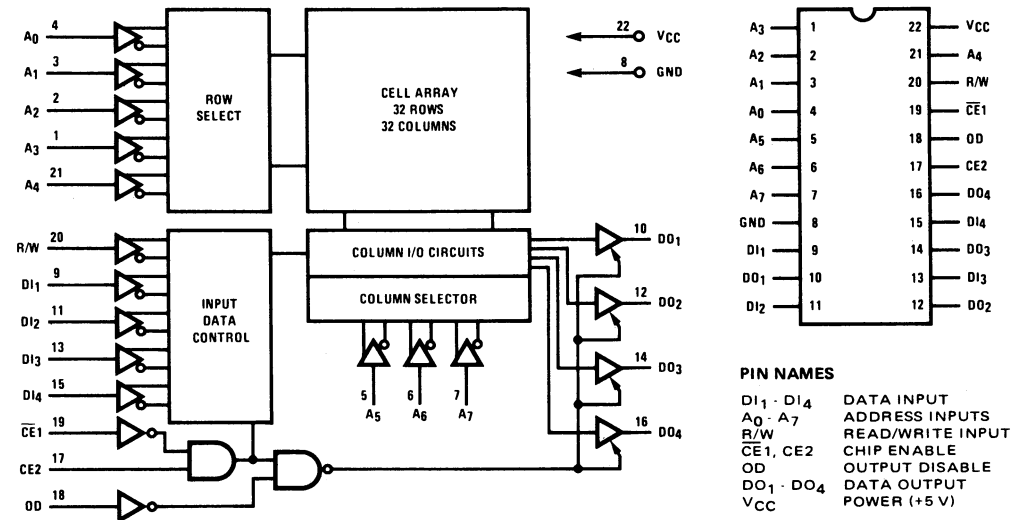 4
A0
3
A1
2
A2
1
A3
21
A4
ROW
SELECT
CELL ARRAY
32 ROWS
32 COLUMNS
22
VCC
8
GND
20
R/W
9
DI1
11
DI2
13
DI3
15
DI4
INPUT
DATA
CONTROL
COLUMN I/O CIRCUITS
COLUMN SELECTOR
5 6 7
A5 A6 A7
10
DO1
12
DO2
14
DO3
16
DO4
19
C̅E̅1
17
CE2
18
OD
A3 1 22 VCC
A2 2 21 A4
A1 3 20 R/W
A0 4 19 C̅E̅1
A5 5 18 OD
A6 6 17 CE2
A7 7 16 DO4
GND 8 15 DI4
DI1 9 14 DO3
DO1 10 13 DI3
DI2 11 12 DO2
PIN NAMES
DI1 - DI4 DATA INPUT
A0 - A7 ADDRESS INPUTS
R/W READ/WRITE INPUT
C̅E̅1, CE2 CHIP ENABLE
OD OUTPUT DISABLE
DO1 - DO4 DATA OUTPUT
VCC POWER (+5 V)